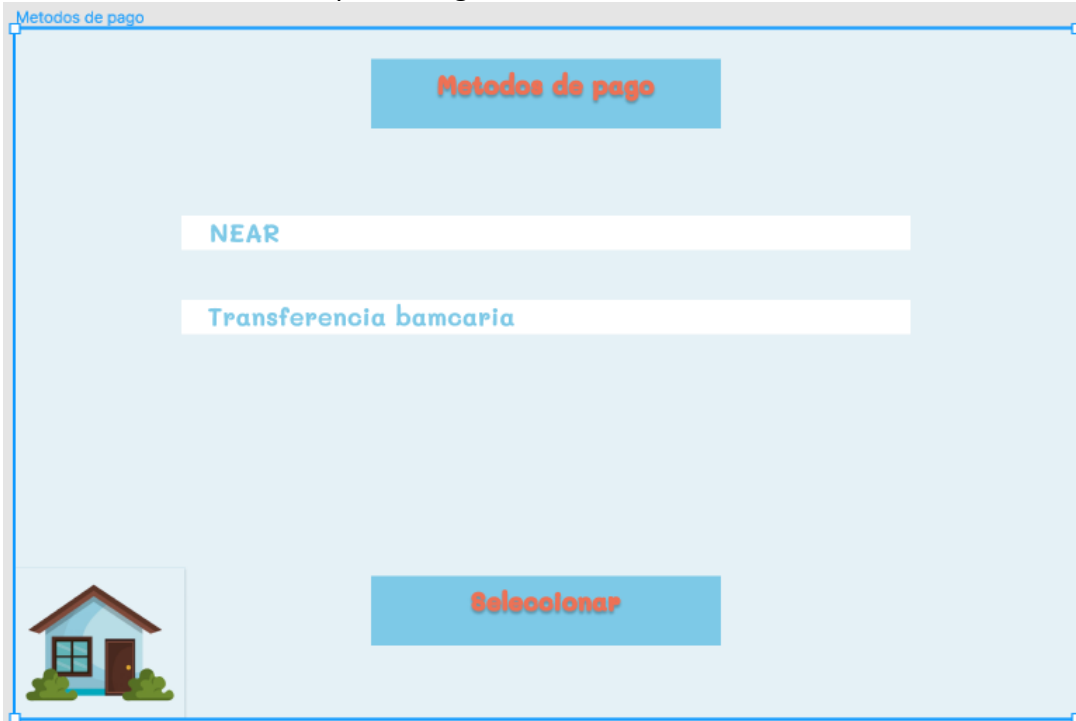 Metodos de pago
Metodos de pago
NEAR
Transferencia bamcaria
Seleccionar